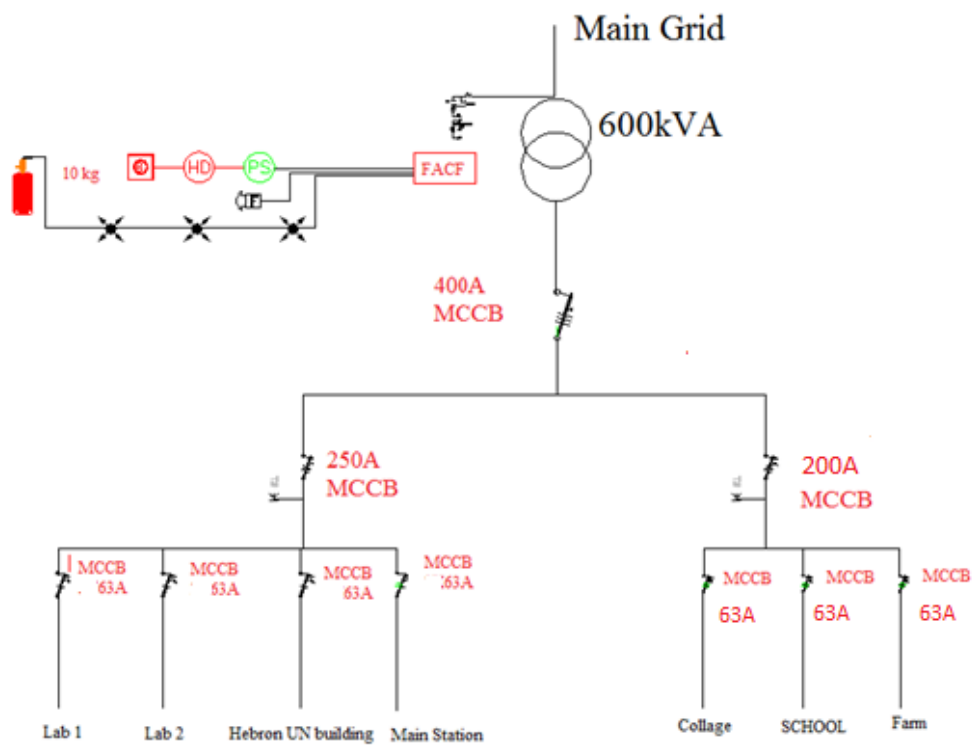 Main Grid
600kVA
10 kg
HD
PS
FACF
F
400A
MCCB
250A
MCCB
200A
MCCB
MCCB
63A
MCCB
63A
MCCB
63A
MCCB
63A
MCCB
63A
MCCB
63A
MCCB
63A
Lab 1
Lab 2
Hebron UN building
Main Station
Collage
SCHOOL
Farm